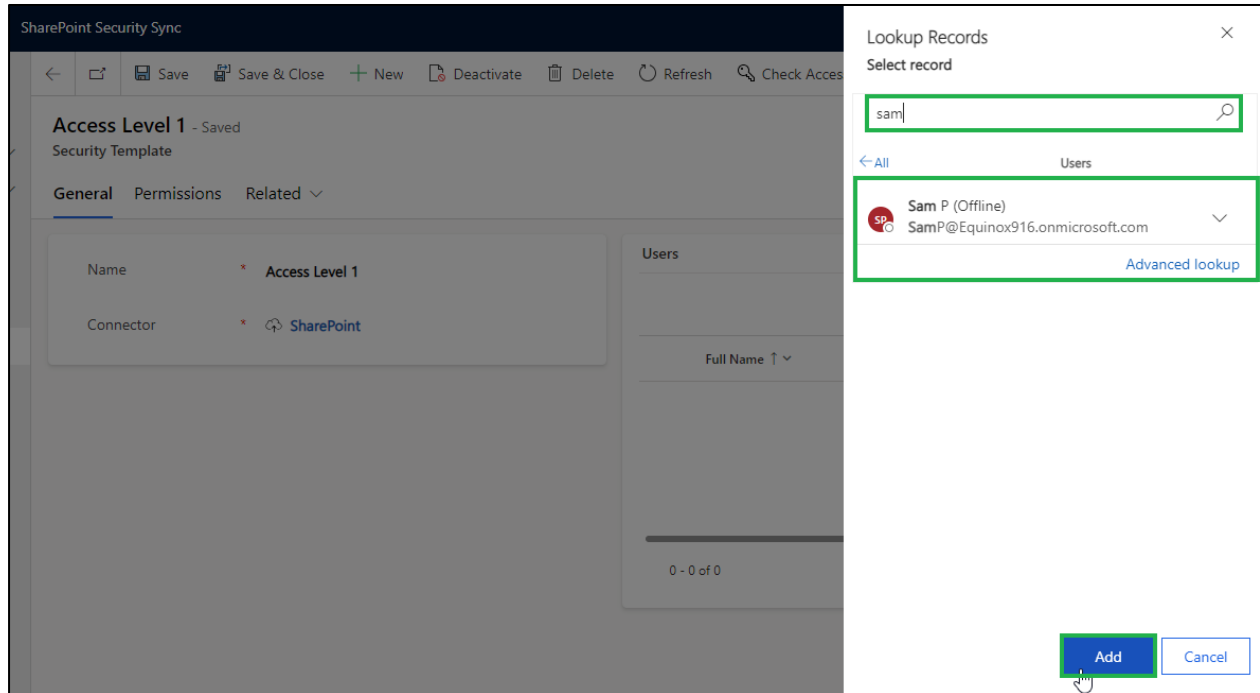 SharePoint Security Sync
Save Save & Close New Deactivate Delete Refresh Check Acces
Access Level 1 - Saved
Security Template
General Permissions Related
Name * Access Level 1
Connector * SharePoint
Users
Full Name ↑
0 - 0 of 0
Lookup Records
Select record
sam
All Users
SP Sam P (Offline)
SamP@Equinox916.onmicrosoft.com
Advanced lookup
Add Cancel